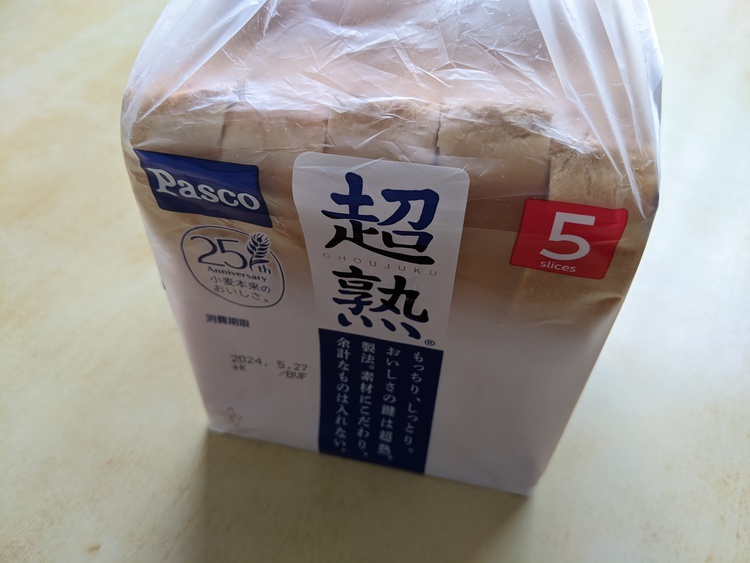 Pasco
25th
Anniversary
小麦本来の
おいしさ。
消費期限
2024. 5.27
+K /BUF
超
CHOUJUKU
熟®
もっちり、しっとり。
おいしさの鍵は超熟
製法。素材にこだわり、
余計なものは入れない。
5
slices